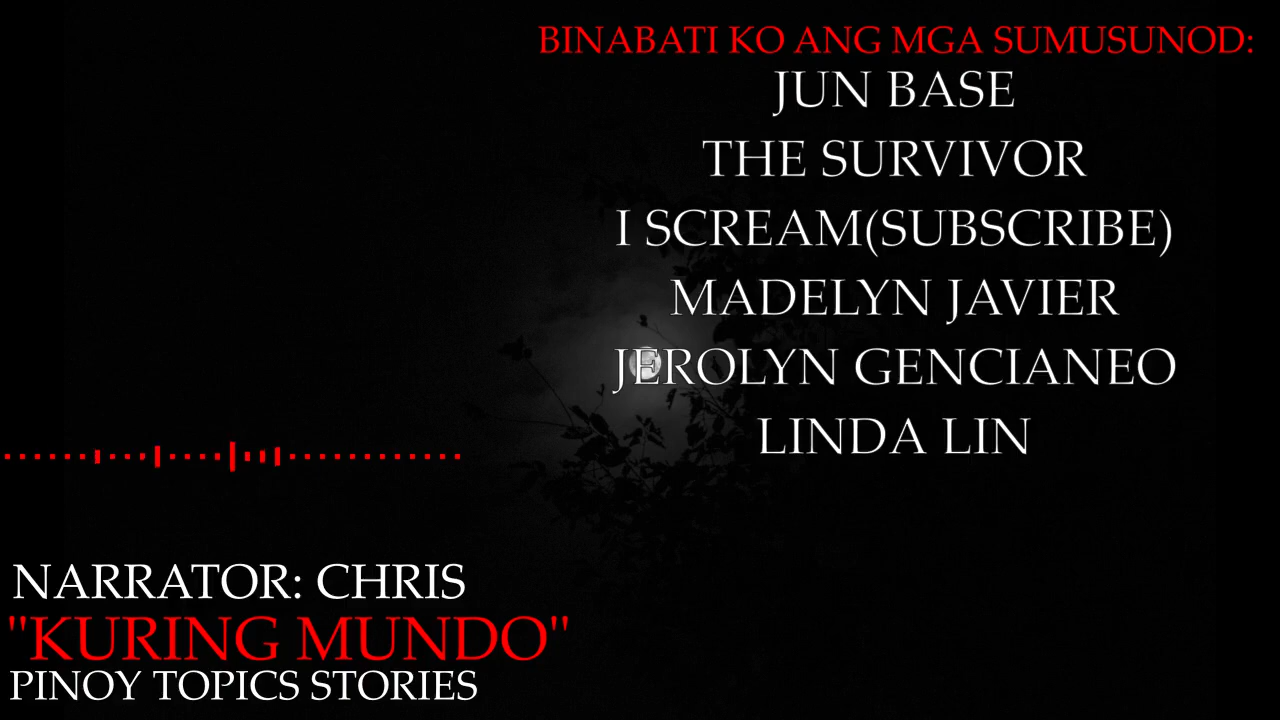 BINABATI KO ANG MGA SUMUSUNOD:
JUN BASE
THE SURVIVOR
I SCREAM(SUBSCRIBE)
MADELYN JAVIER
JEROLYN GENCIANEO
LINDA LIN
NARRATOR: CHRIS
"KURING MUNDO"
PINOY TOPICS STORIES